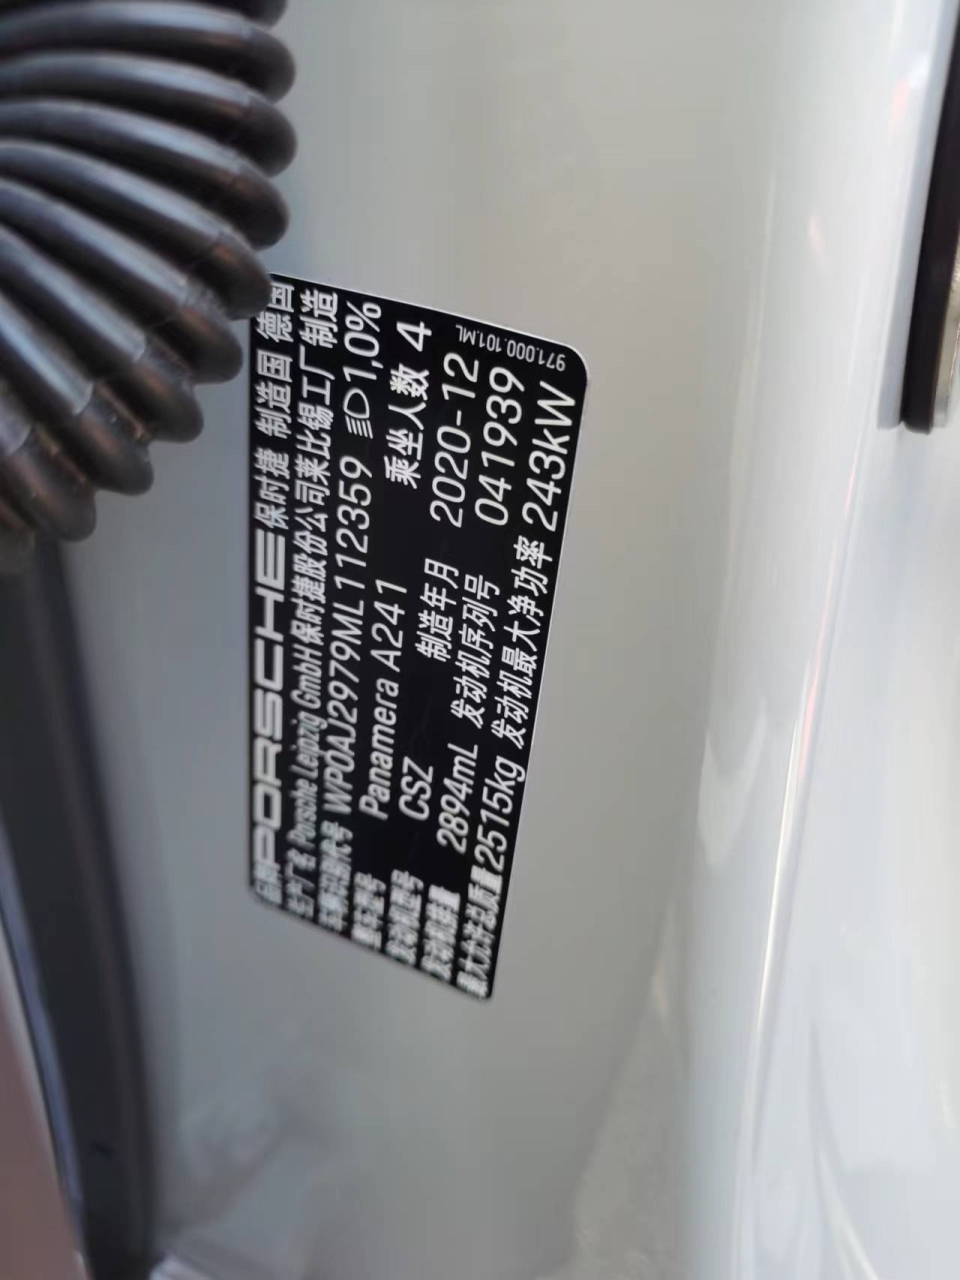 品牌 PORSCHE 保时捷 制造国 德国
生产厂名 Porsche Leipzig GmbH 保时捷股份公司莱比锡工厂 制造
车辆识别代号 WP0AJ2979ML112359 1,0%
整车型号 Panamera A241 乘坐人数 4
发动机型号 CSZ 制造年月 2020-12
发动机排量 2894mL 发动机序列号 041939
最大允许总质量 2515kg 发动机最大净功率 243kW
971.000.101.ML